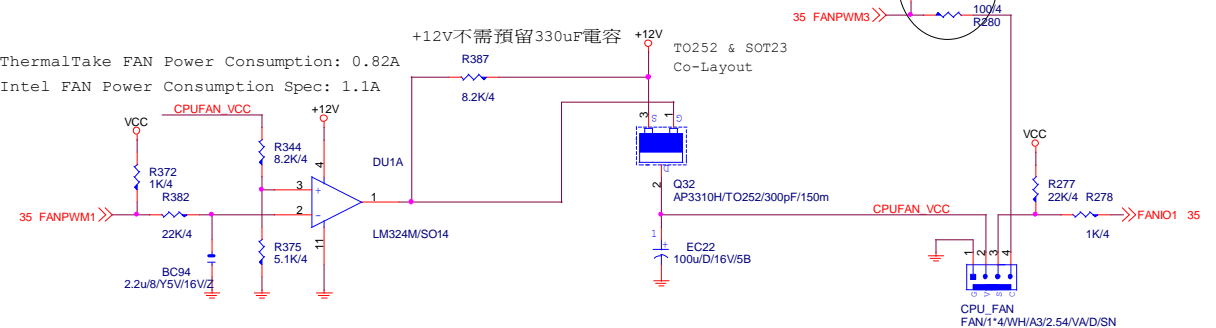 35 FANPWM3
100/4
R280
+12V不需預留330uF電容
+12V
TO252 & SOT23
Co-Layout
ThermalTake FAN Power Consumption: 0.82A
Intel FAN Power Consumption Spec: 1.1A
R387
8.2K/4
CPUFAN_VCC
+12V
VCC
R372
1K/4
R344
8.2K/4
DU1A
4
3
+
1
2
-
11
LM324M/SO14
R382
22K/4
35 FANPWM1
R375
5.1K/4
BC94
2.2u/8/Y5V/16V/Z
3
S
1
G
D
2
Q32
AP3310H/TO252/300pF/150m
CPUFAN_VCC
1
+
EC22
100u/D/16V/5B
VCC
R277
22K/4
R278
1K/4
FANIO1 35
1
2
3
4
G
V
S
C
CPU_FAN
FAN/1*4/WH/A3/2.54/VA/D/SN